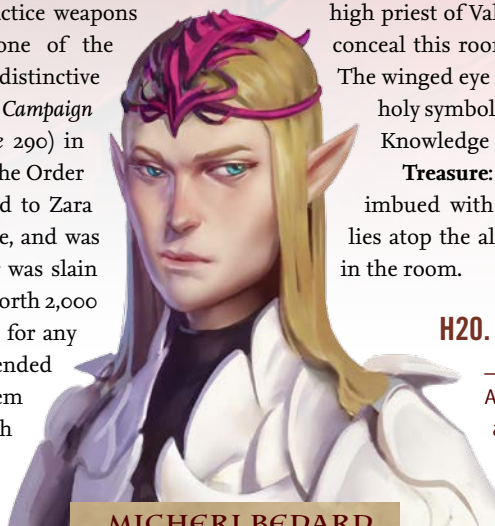 ctice weapons
one of the
distinctive
Campaign
290) in
he Order
d to Zara
e, and was
was slain
orth 2,000
for any
ended
em
h
high priest of Val
conceal this roo
The winged eye
holy symbol
Knowledge
Treasure:
imbued with
lies atop the al
in the room.
H20.
A
a
MICHERI BEDARD